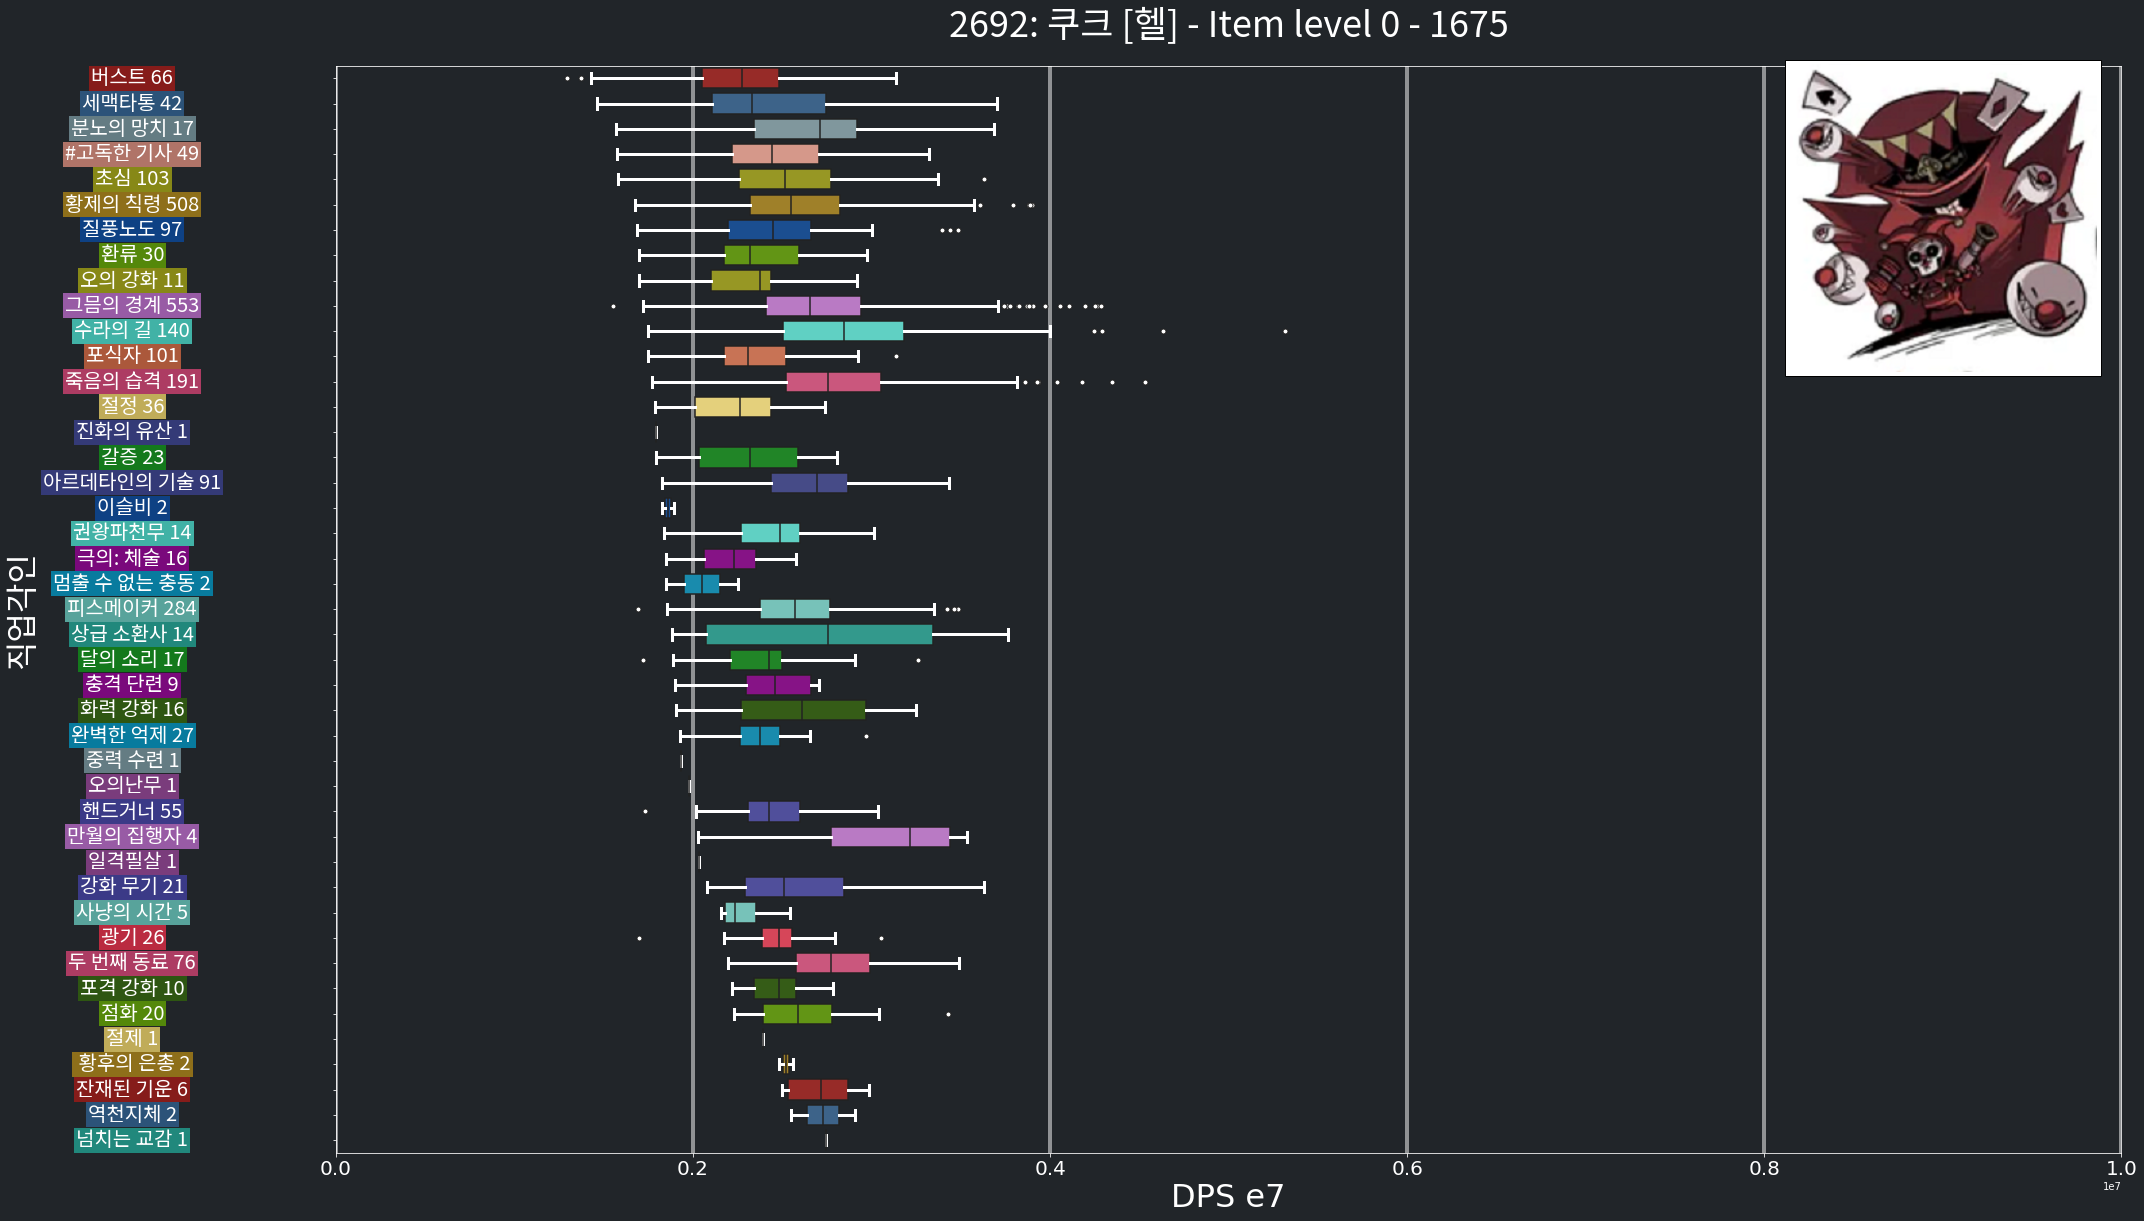 2692: 쿠크 [헬] - Item level 0 - 1675
직업각인
버스트 66
세맥타통 42
분노의 망치 17
#고독한 기사 49
초심 103
황제의 칙령 508
질풍노도 97
환류 30
오의 강화 11
그믐의 경계 553
수라의 길 140
포식자 101
죽음의 습격 191
절정 36
진화의 유산 1
갈증 23
아르데타인의 기술 91
이슬비 2
권왕파천무 14
극의: 체술 16
멈출 수 없는 충동 2
피스메이커 284
상급 소환사 14
달의 소리 17
충격 단련 9
화력 강화 16
완벽한 억제 27
중력 수련 1
오의난무 1
핸드거너 55
만월의 집행자 4
일격필살 1
강화 무기 21
사냥의 시간 5
광기 26
두 번째 동료 76
포격 강화 10
점화 20
절제 1
황후의 은총 2
잔재된 기운 6
역천지체 2
넘치는 교감 1
0.0 0.2 0.4 0.6 0.8 1.0
1e7
DPS e7